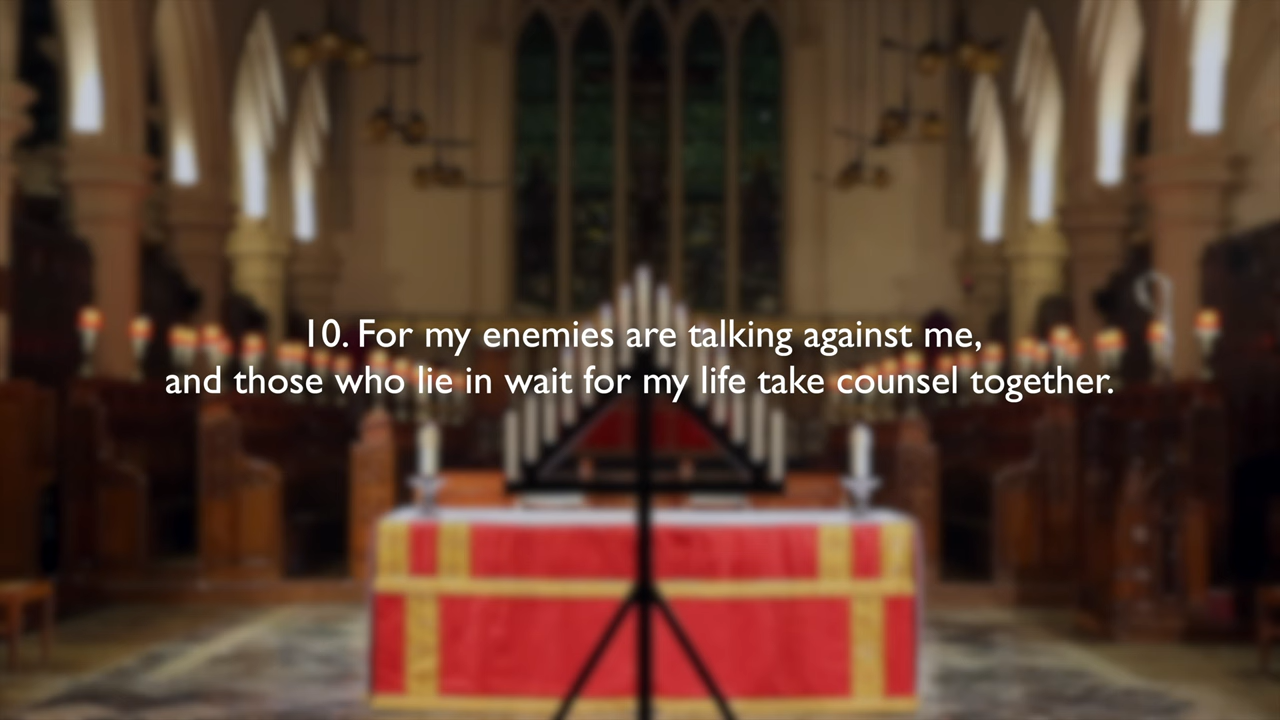 10. For my enemies are talking against me,
and those who lie in wait for my life take counsel together.